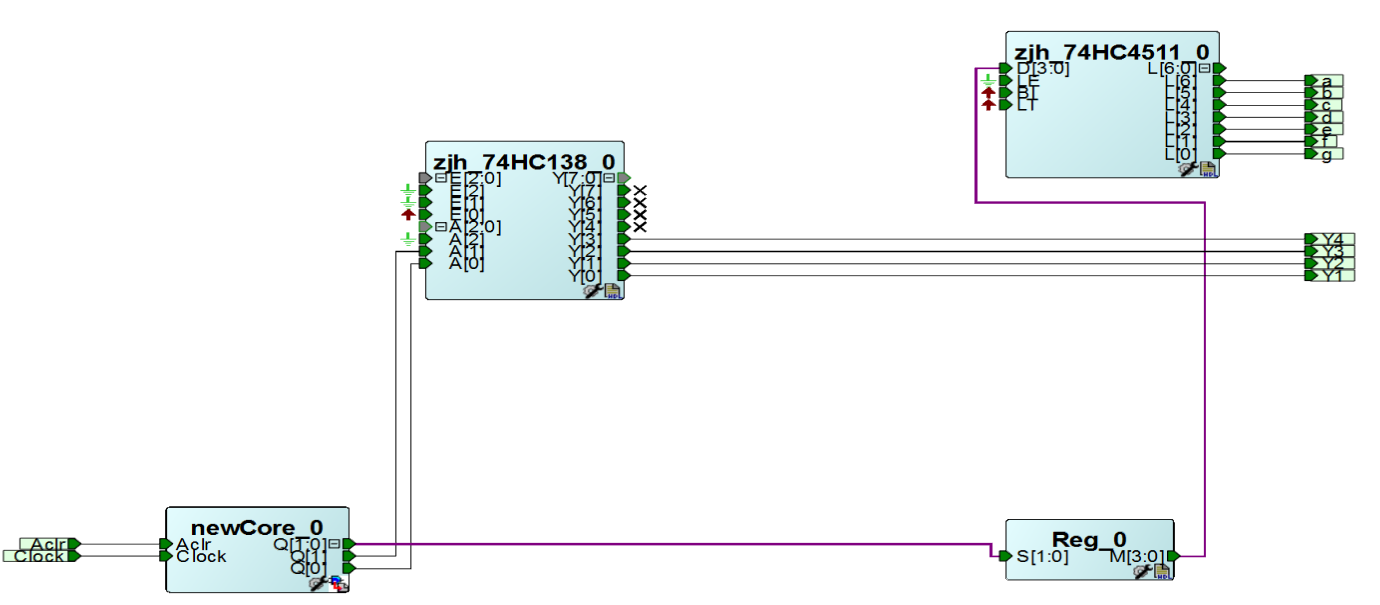 zjh_74HC4511_0
D[3:0] L[6:0]
LE L[6] a
BT L[5] b
LT L[4] c
L[3] d
L[2] e
L[1] f
L[0] g
zjh_74HC138_0
E[2:0] Y[7:0]
E[2] Y[7]
E[1] Y[6]
E[0] Y[5]
A[2:0] Y[4]
A[2] Y[3] Y4
A[1] Y[2] Y3
A[0] Y[1] Y2
Y[0] Y1
newCore_0
Aclr Aclr Q[1:0]
Clock Clock Q[1]
Q[0]
Reg_0
S[1:0] M[3:0]